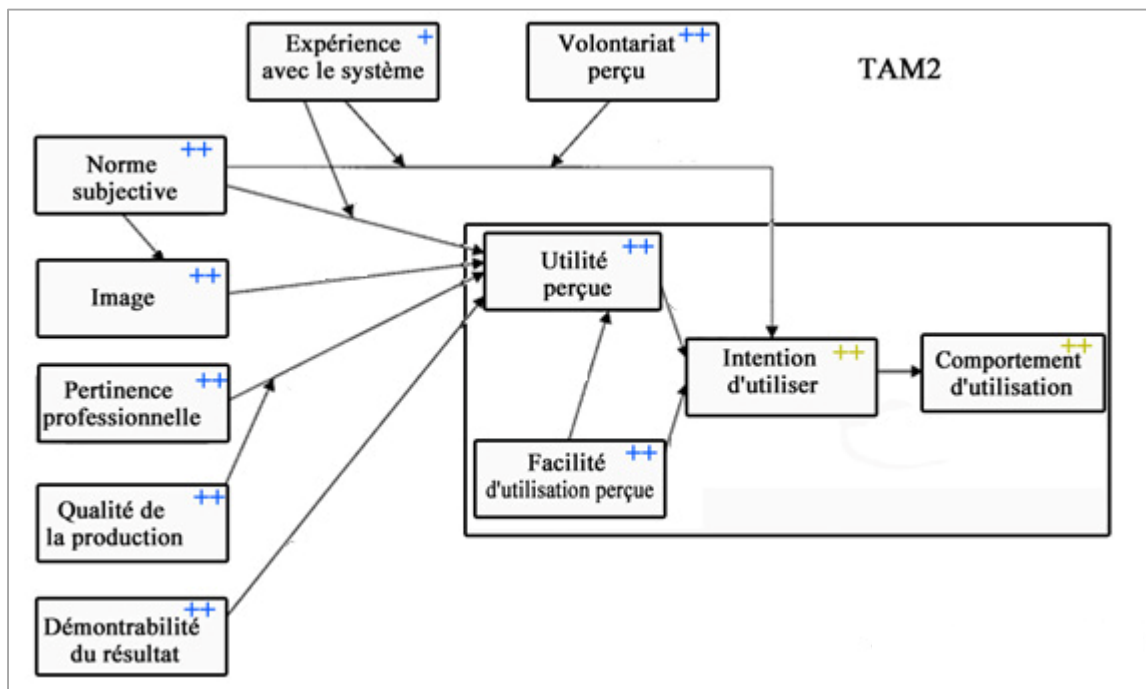 Expérience
avec le système
+
Volontariat
perçu
++
TAM2
Norme
subjective
++
Image
++
Utilité
perçue
++
Intention
d'utiliser
++
Comportement
d'utilisation
++
Pertinence
professionnelle
++
Facilité
d'utilisation perçue
++
Qualité de
la production
++
Démontrabilité
du résultat
++